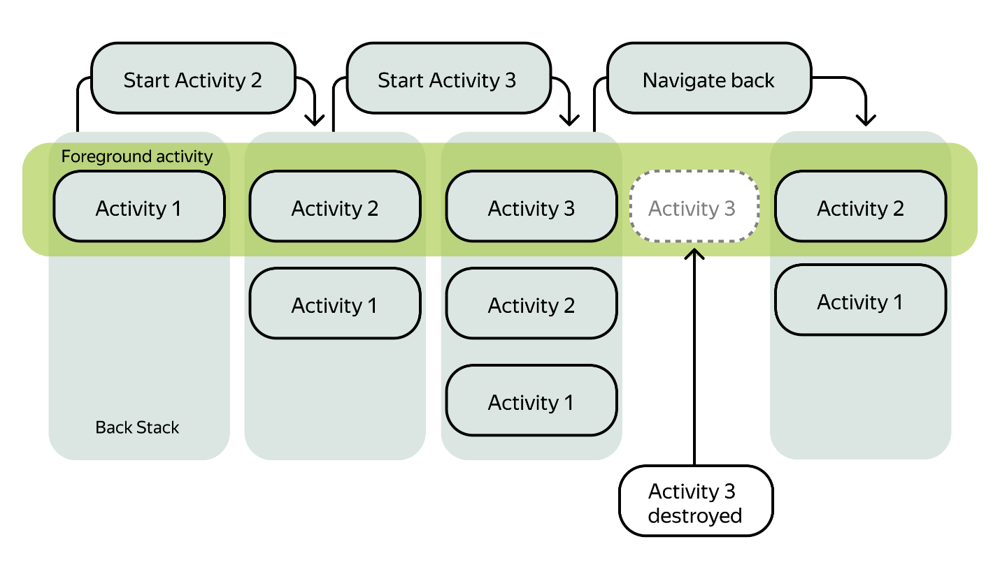 Start Activity 2
Start Activity 3
Navigate back
Foreground activity
Activity 1
Activity 2
Activity 3
Activity 3
Activity 2
Activity 1
Activity 2
Activity 1
Activity 1
Back Stack
Activity 3
destroyed